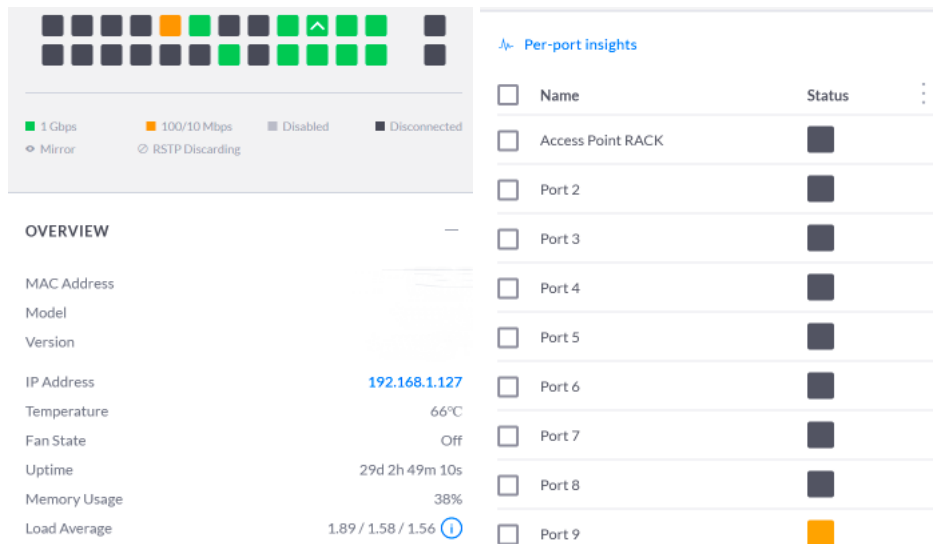 1 Gbps
100/10 Mbps
Disabled
Disconnected
Mirror
RSTP Discarding
OVERVIEW
MAC Address
Model
Version
IP Address 192.168.1.127
Temperature 66°C
Fan State Off
Uptime 29d 2h 49m 10s
Memory Usage 38%
Load Average 1.89 / 1.58 / 1.56
Per-port insights
Name Status
Access Point RACK
Port 2
Port 3
Port 4
Port 5
Port 6
Port 7
Port 8
Port 9